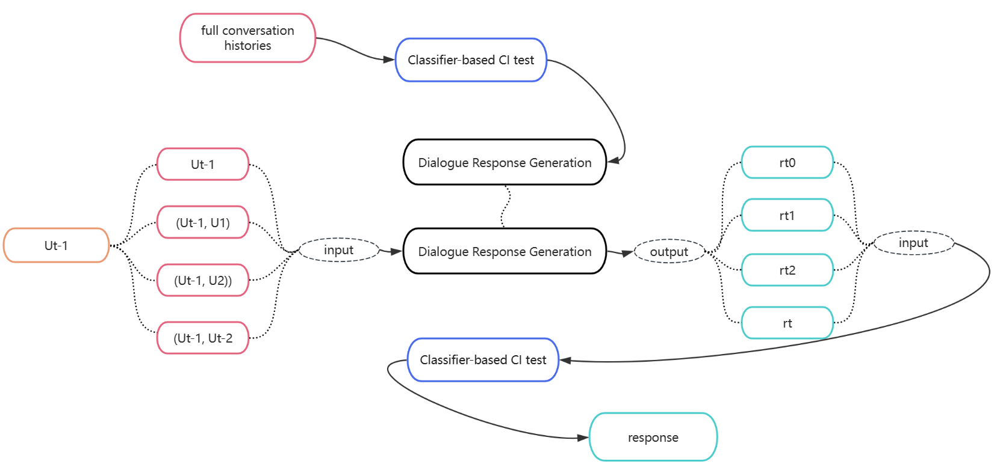 full conversation
histories
Classifier-based CI test
Dialogue Response Generation
Ut-1
(Ut-1, U1)
(Ut-1, U2))
(Ut-1, Ut-2
Ut-1
input
Dialogue Response Generation
output
rt0
rt1
rt2
rt
input
Classifier-based CI test
response